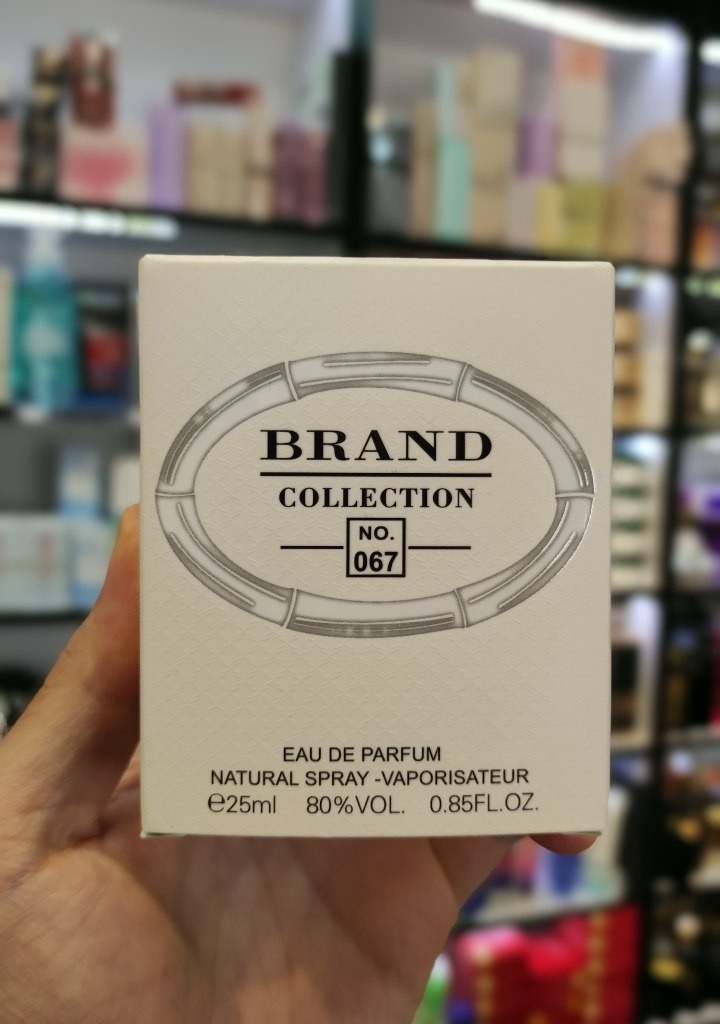 BRAND
COLLECTION
NO.
067
EAU DE PARFUM
NATURAL SPRAY -VAPORISATEUR
℮25ml 80%VOL. 0.85FL.OZ.